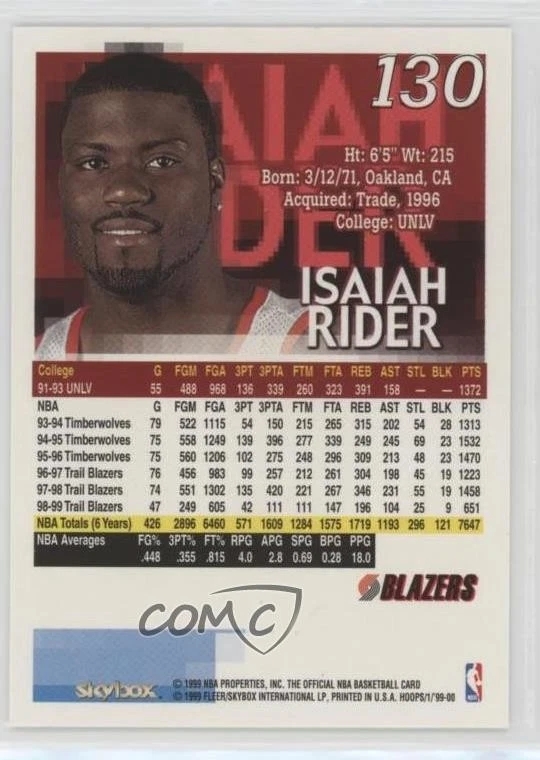 130
ISAIAH
RIDER
Ht: 6'5" Wt: 215
Born: 3/12/71, Oakland, CA
Acquired: Trade, 1996
College: UNLV
ISAIAH
RIDER
College G FGM FGA 3PT 3PTA FTM FTA REB AST STL BLK PTS
91-93 UNLV 55 488 968 136 339 260 323 391 158 — — 1372
NBA G FGM FGA 3PT 3PTA FTM FTA REB AST STL BLK PTS
93-94 Timberwolves 79 522 1115 54 150 215 265 315 202 54 28 1313
94-95 Timberwolves 75 558 1249 139 396 277 339 249 245 69 23 1532
95-96 Timberwolves 75 560 1206 102 275 248 296 309 213 48 23 1470
96-97 Trail Blazers 76 456 983 99 257 212 261 304 198 45 19 1223
97-98 Trail Blazers 74 551 1302 135 420 221 267 346 231 55 19 1458
98-99 Trail Blazers 47 249 605 42 111 111 147 196 104 25 9 651
NBA Totals (6 Years) 426 2896 6460 571 1609 1284 1575 1719 1193 296 121 7647
NBA Averages FG% 3PT% FT% RPG APG SPG BPG PPG
.448 .355 .815 4.0 2.8 0.69 0.28 18.0
BLAZERS
COMC
skybox
© 1999 NBA PROPERTIES, INC. THE OFFICIAL NBA BASKETBALL CARD
© 1999 FLEER/SKYBOX INTERNATIONAL LP, PRINTED IN U.S.A. HOOPS/1/'99-00
NBA